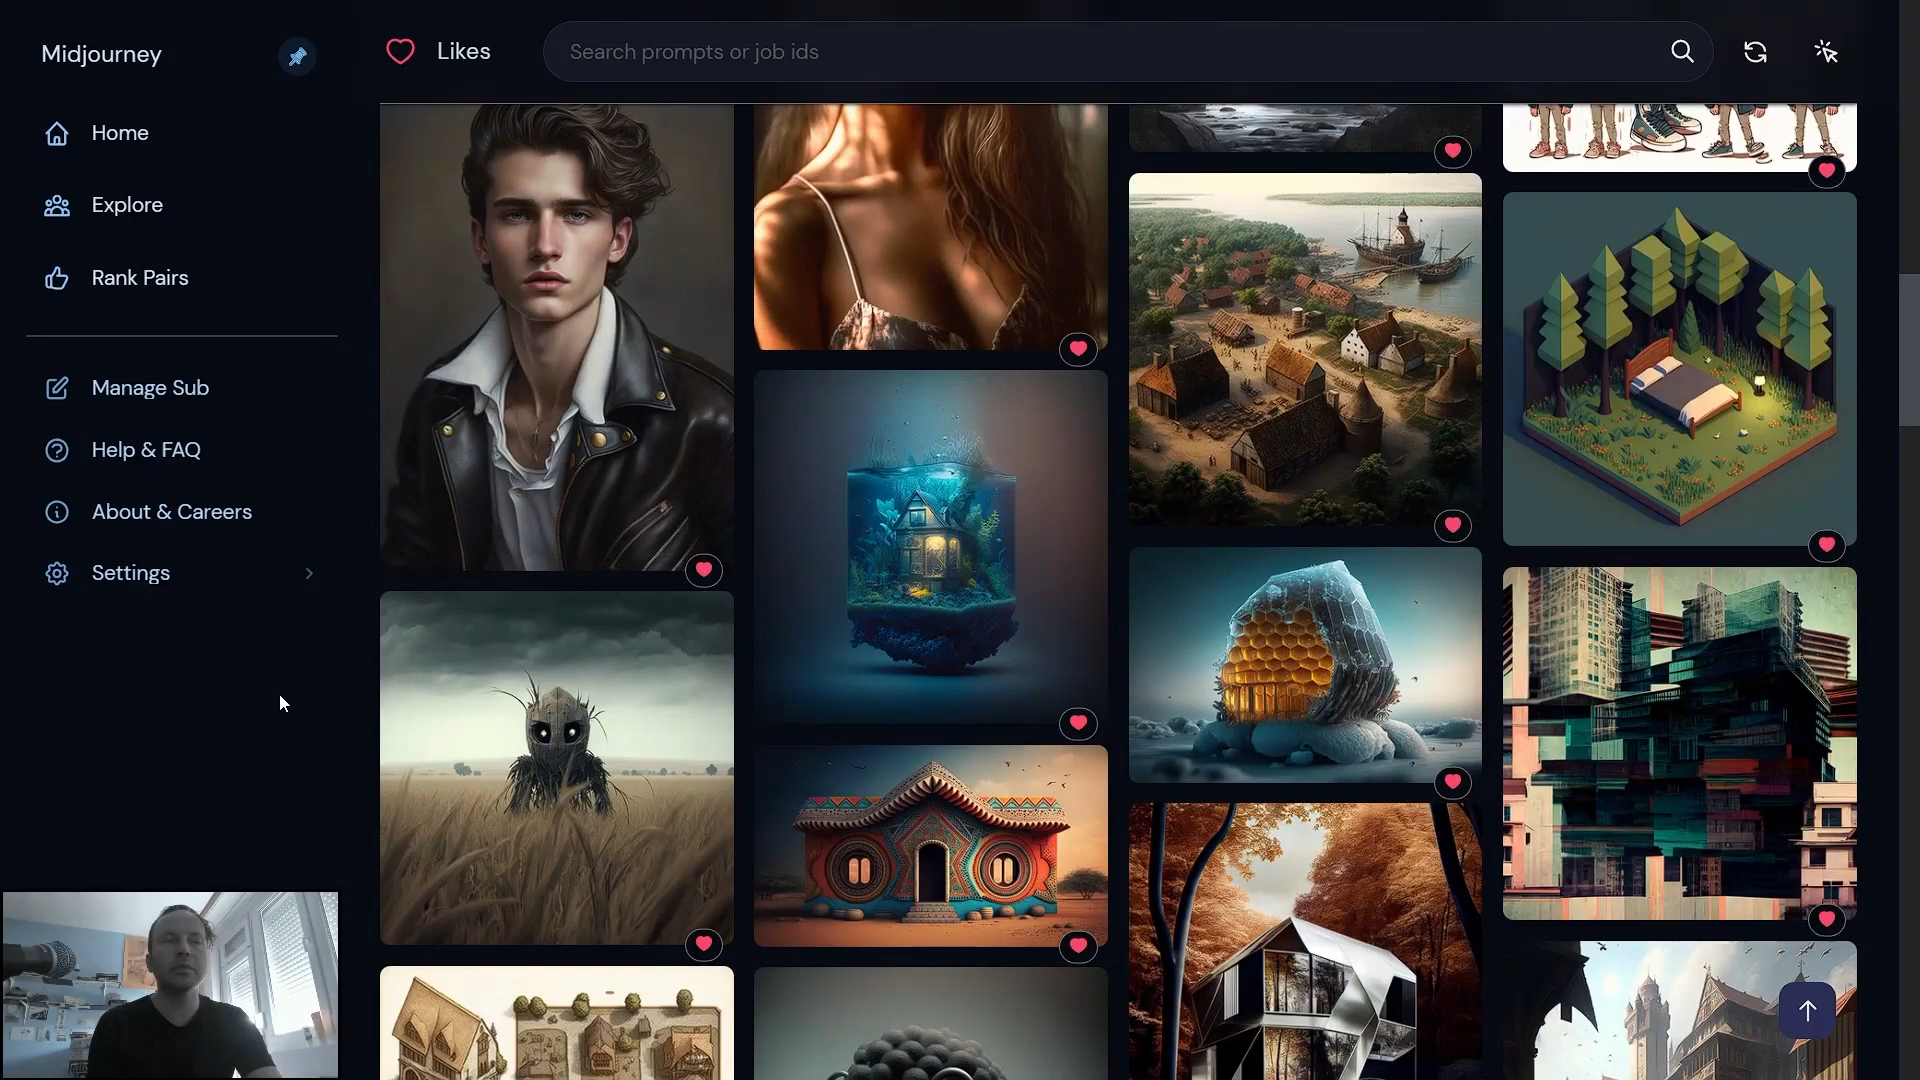 Midjourney
Likes
Search prompts or job ids
Home
Explore
Rank Pairs
Manage Sub
Help & FAQ
About & Careers
Settings